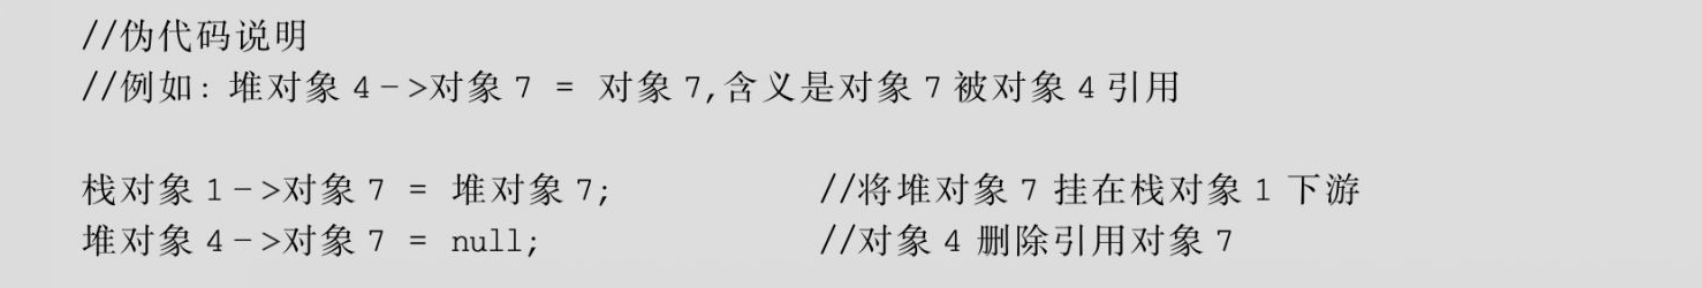 //伪代码说明
//例如: 堆对象 4->对象 7 = 对象 7,含义是对象 7 被对象 4 引用
栈对象 1->对象 7 = 堆对象 7; //将堆对象 7 挂在栈对象 1 下游
堆对象 4->对象 7 = null; //对象 4 删除引用对象 7